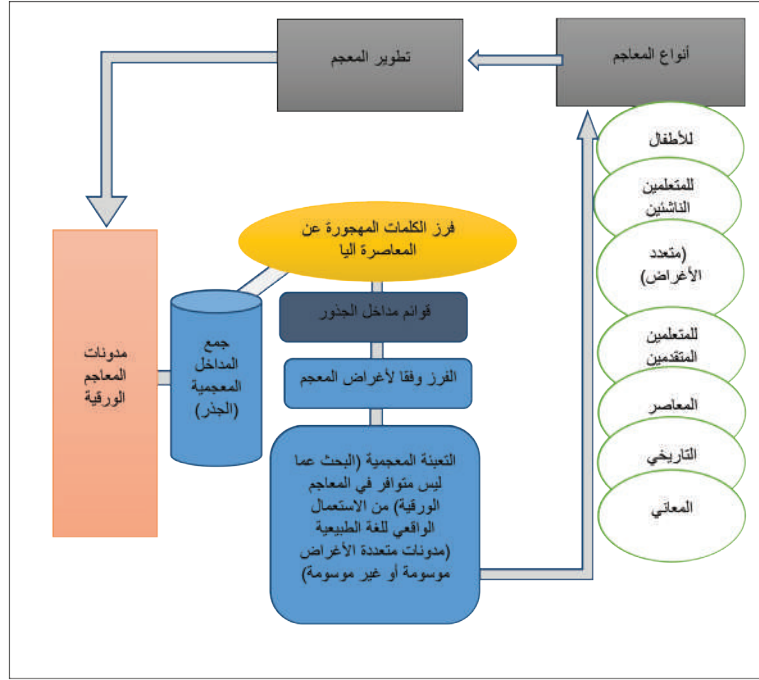 أنواع المعاجم
تطوير المعجم
للأطفال
للمتعلمين
الناشئين
(متعدد
الأغراض)
للمتعلمين
المتقدمين
المعاصر
التاريخي
المعاني
فرز الكلمات المهجورة عن
المعاصرة اليا
قوائم مداخل الجذور
الفرز وفقا لأغراض المعجم
التعبئة المعجمية (البحث عما
ليس متوافر في المعاجم
الورقية) من الاستعمال
الواقعي للغة الطبيعية
(مدونات متعددة الأغراض
موسومة أو غير موسومة)
جمع
المداخل
المعجمية
(الجذر)
مدونات
المعاجم
الورقية